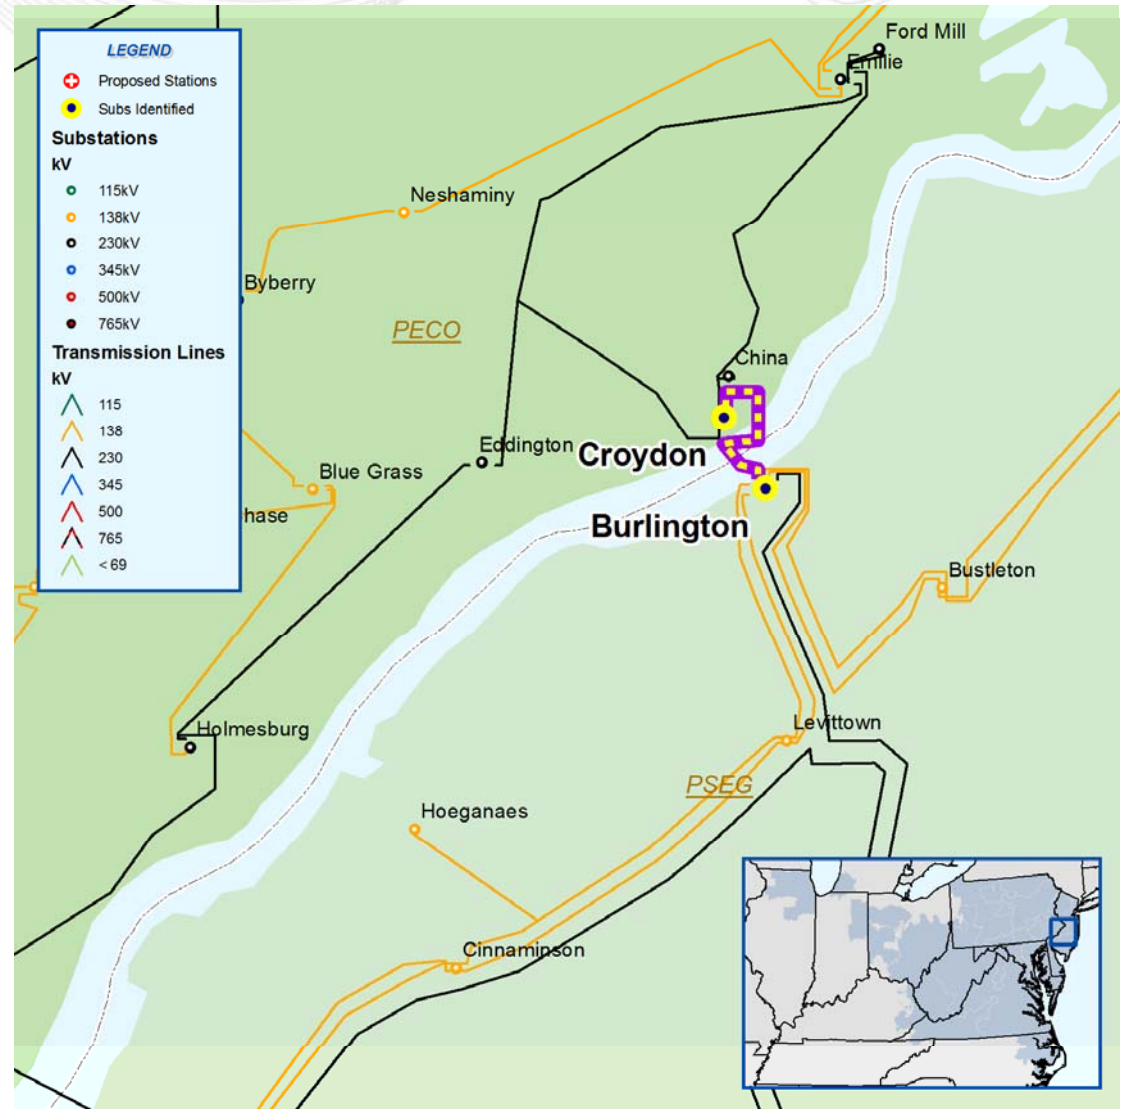 LEGEND
Proposed Stations
Subs Identified
Substations
kV
115kV
138kV
230kV
345kV
500kV
765kV
Transmission Lines
kV
115
138
230
345
500
765
< 69
Ford Mill
Emilie
Neshaminy
Byberry
PECO
China
Croydon
Eddington
Blue Grass
hase
Burlington
Bustleton
Levittown
Holmesburg
PSEG
Hoeganaes
Cinnaminson